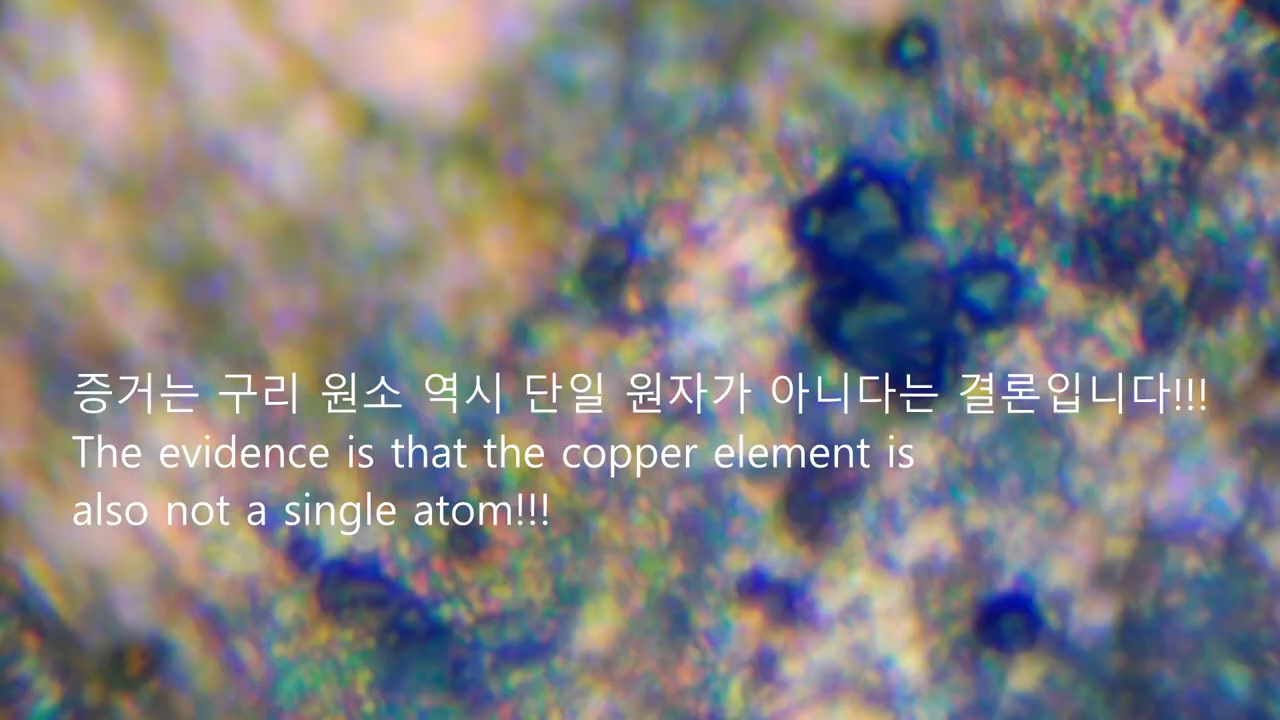 증거는 구리 원소 역시 단일 원자가 아니다는 결론입니다!!!
The evidence is that the copper element is
also not a single atom!!!